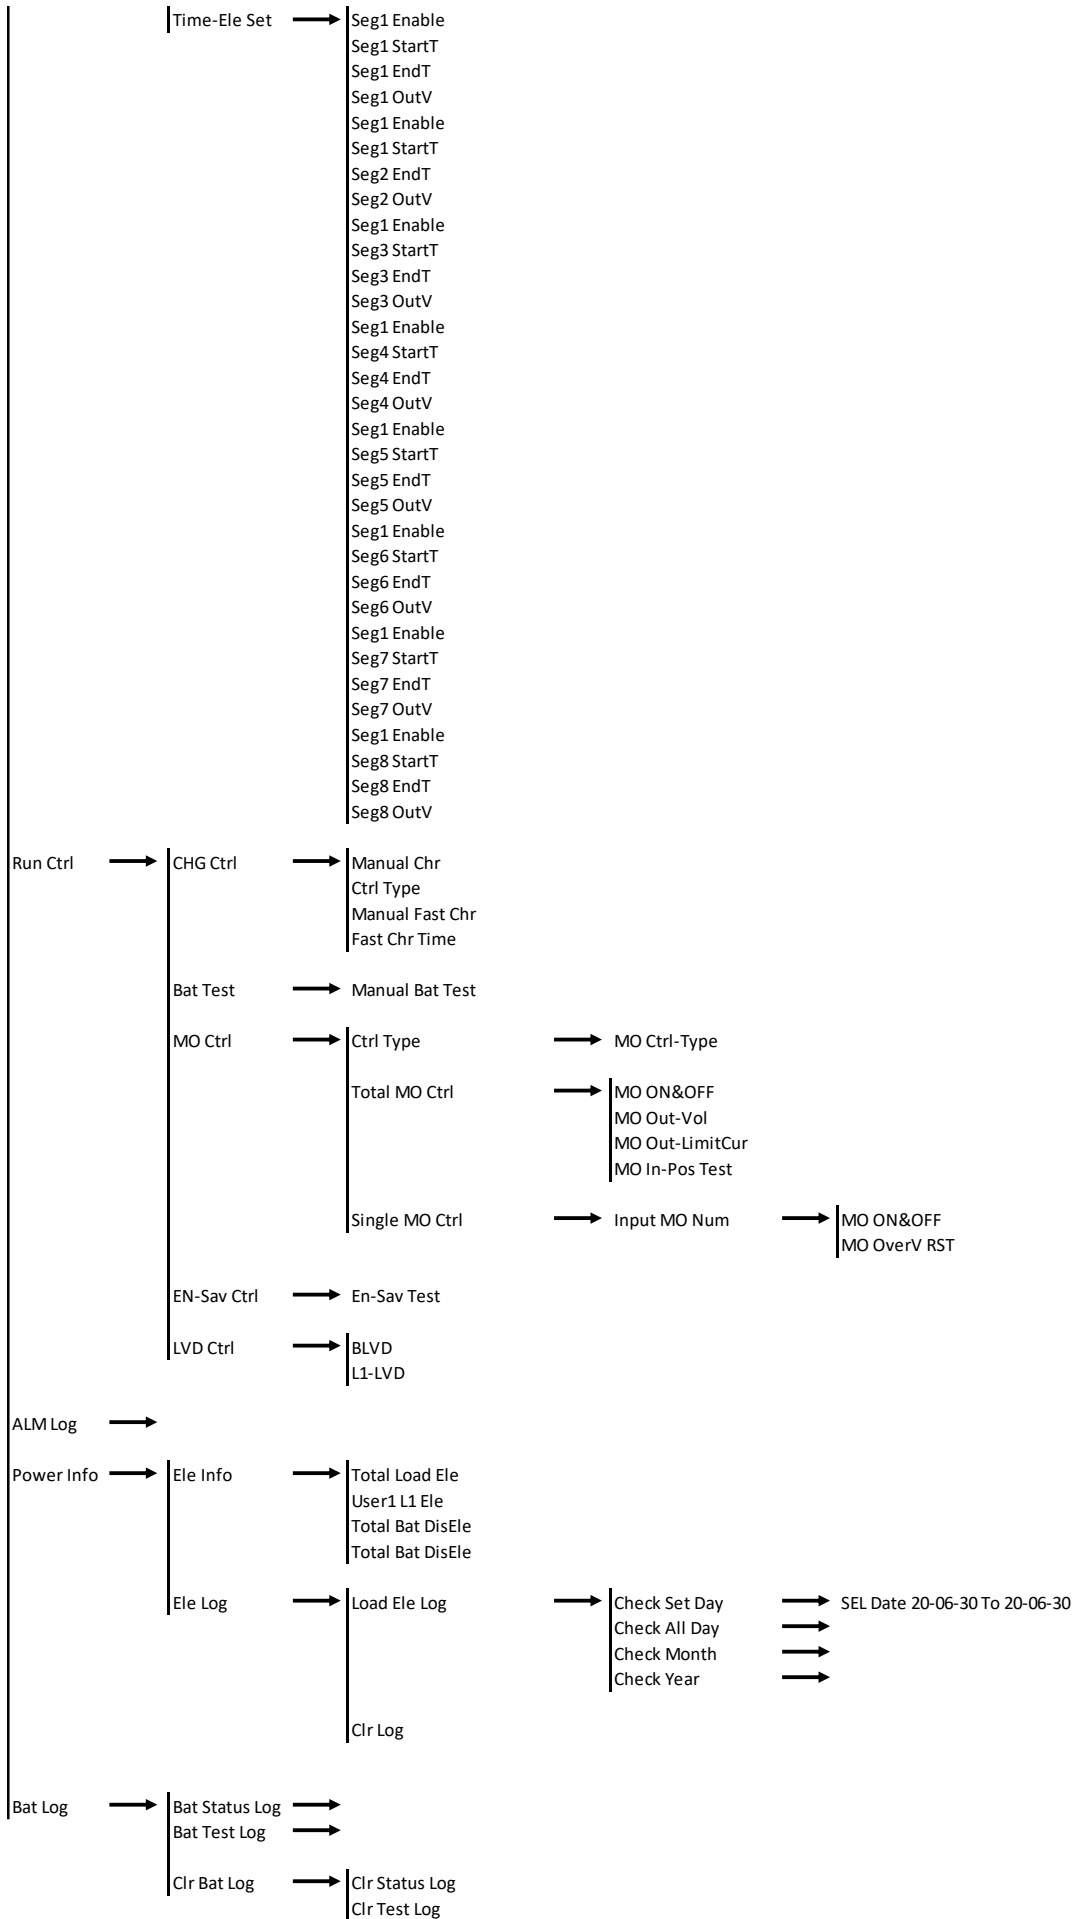 Time-Ele Set
Seg1 Enable
Seg1 StartT
Seg1 EndT
Seg1 OutV
Seg1 Enable
Seg1 StartT
Seg2 EndT
Seg2 OutV
Seg1 Enable
Seg3 StartT
Seg3 EndT
Seg3 OutV
Seg1 Enable
Seg4 StartT
Seg4 EndT
Seg4 OutV
Seg1 Enable
Seg5 StartT
Seg5 EndT
Seg5 OutV
Seg1 Enable
Seg6 StartT
Seg6 EndT
Seg6 OutV
Seg1 Enable
Seg7 StartT
Seg7 EndT
Seg7 OutV
Seg1 Enable
Seg8 StartT
Seg8 EndT
Seg8 OutV
Run Ctrl
CHG Ctrl
Manual Chr
Ctrl Type
Manual Fast Chr
Fast Chr Time
Bat Test
Manual Bat Test
MO Ctrl
Ctrl Type
MO Ctrl-Type
Total MO Ctrl
MO ON&OFF
MO Out-Vol
MO Out-LimitCur
MO In-Pos Test
Single MO Ctrl
Input MO Num
MO ON&OFF
MO OverV RST
EN-Sav Ctrl
En-Sav Test
LVD Ctrl
BLVD
L1-LVD
ALM Log
Power Info
Ele Info
Total Load Ele
User1 L1 Ele
Total Bat DisEle
Total Bat DisEle
Ele Log
Load Ele Log
Check Set Day
SEL Date 20-06-30 To 20-06-30
Check All Day
Check Month
Check Year
Clr Log
Bat Log
Bat Status Log
Bat Test Log
Clr Bat Log
Clr Status Log
Clr Test Log